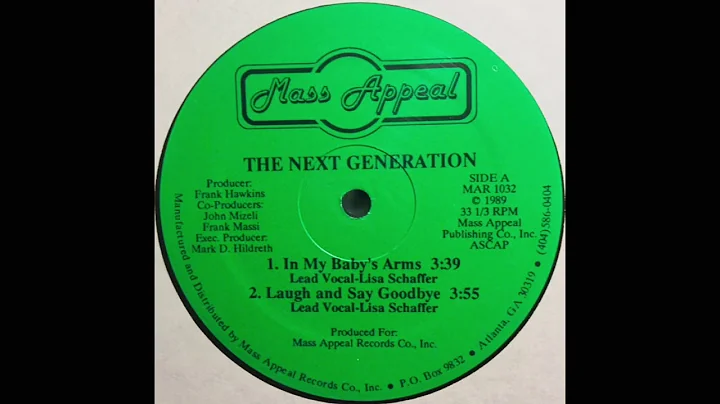 Mass Appeal
THE NEXT GENERATION
Producer:
Frank Hawkins
Co-Producers:
John Mizeli
Frank Massi
Exec. Producer:
Mark D. Hildreth
SIDE A
MAR 1032
© 1989
33 1/3 RPM
Mass Appeal
Publishing Co., Inc.
ASCAP
1. In My Baby's Arms 3:39
Lead Vocal-Lisa Schaffer
2. Laugh and Say Goodbye 3:55
Lead Vocal-Lisa Schaffer
Produced For:
Mass Appeal Records Co., Inc.
Manufactured and Distributed by Mass Appeal Records Co., Inc. • P.O. Box 9832 • Atlanta, GA 30319 • (404)586-0404